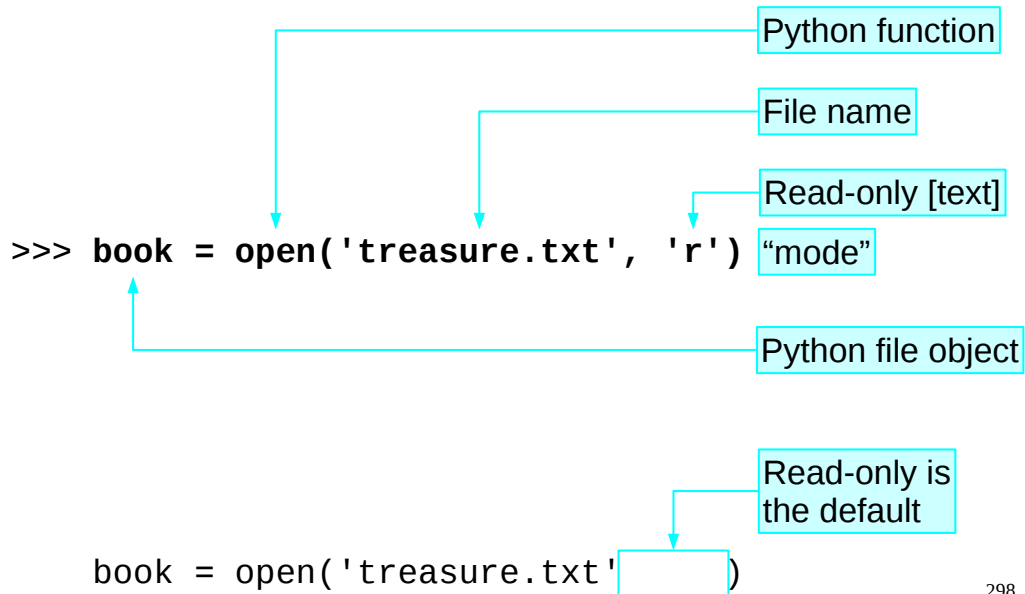 Python function
File name
Read-only [text]
>>> book = open('treasure.txt', 'r') “mode”
Python file object
Read-only is
the default
book = open('treasure.txt' )
298